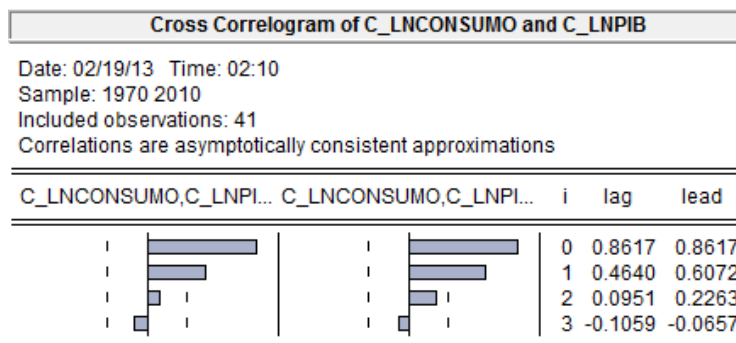 Cross Correlogram of C_LNCONSUMO and C_LNPIB
Date: 02/19/13 Time: 02:10
Sample: 1970 2010
Included observations: 41
Correlations are asymptotically consistent approximations
C_LNCONSUMO,C_LNPI... C_LNCONSUMO,C_LNPI... i lag lead
0 0.8617 0.8617
1 0.4640 0.6072
2 0.0951 0.2263
3 -0.1059 -0.0657